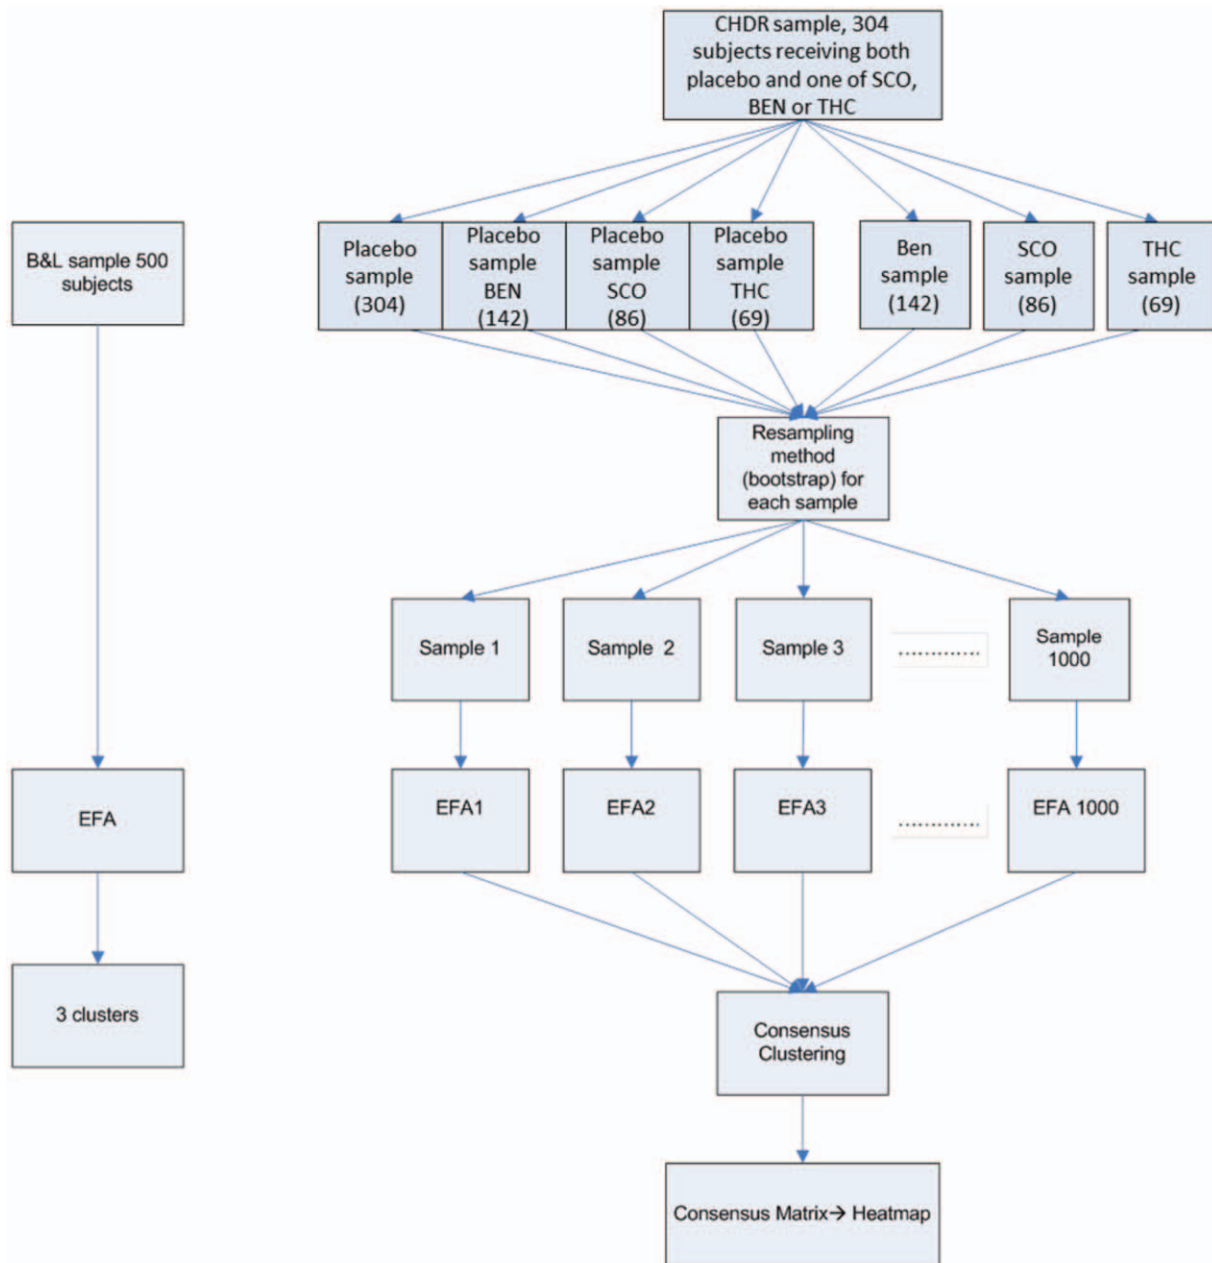 CHDR sample, 304
subjects receiving both
placebo and one of SCO,
BEN or THC
B&L sample 500
subjects
Placebo
sample
(304)
Placebo
sample
BEN
(142)
Placebo
sample
SCO
(86)
Placebo
sample
THC
(69)
Ben
sample
(142)
SCO
sample
(86)
THC
sample
(69)
Resampling
method
(bootstrap) for
each sample
Sample 1
Sample 2
Sample 3
............
Sample
1000
EFA
EFA1
EFA2
EFA3
............
EFA 1000
3 clusters
Consensus
Clustering
Consensus Matrix→ Heatmap